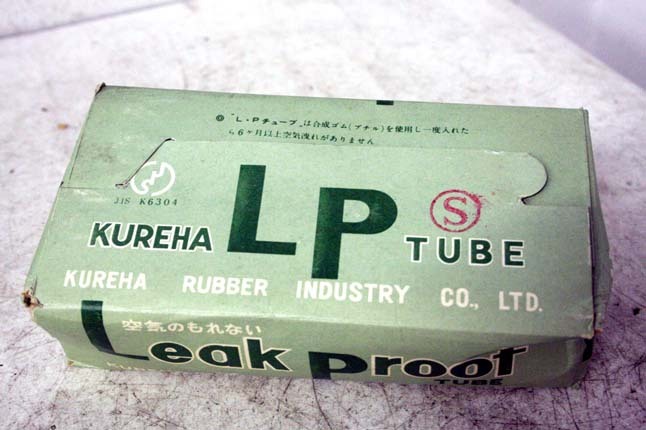 ◎ "L・Pチューブ"は合成ゴム(ブチル)を使用し一度入れた
ら6ケ月以上空気洩れがありません
JIS K6304
KUREHA LP TUBE
S
KUREHA RUBBER INDUSTRY CO., LTD.
空気のもれない
Leak Proof
TUBE